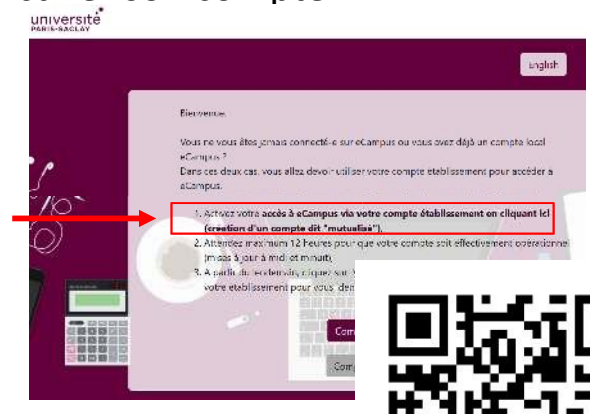 université
PARIS-SACLAY
English
Bienvenue,
Vous ne vous êtes jamais connecté-e sur eCampus ou vous avez déjà un compte local
eCampus ?
Dans ces deux cas, vous allez devoir utiliser votre compte établissement pour accéder à
eCampus.
1. Activez votre accès à eCampus via votre compte établissement en cliquant ici
(création d'un compte dit "mutualisé"),
2. Attendez maximum 12 heures pour que votre compte soit effectivement opérationnel
(mises à jour à midi et minuit),
3. A partir du lendemain, cliquez sur
votre établissement pour vous
Com
Com